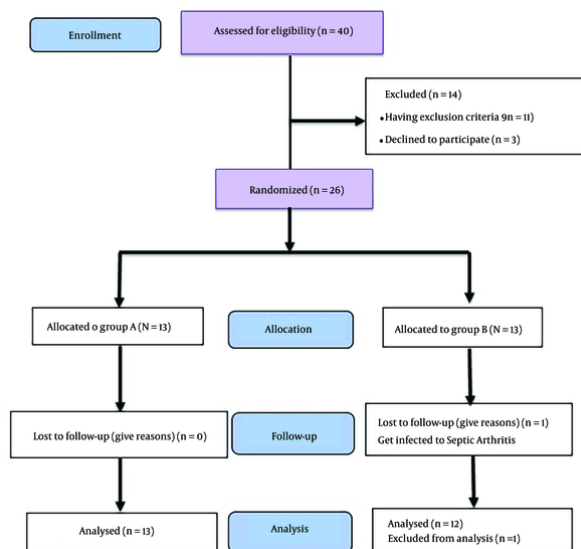 Enrollment
Assessed for eligibility (n = 40)
Excluded (n = 14)
• Having exclusion criteria 9n = 11)
• Declined to participate (n = 3)
Randomized (n = 26)
Allocated o group A (N = 13)
Allocation
Allocated to group B (N = 13)
Lost to follow-up (give reasons) (n = 0)
Follow-up
Lost to follow-up (give reasons) (n = 1)
Get infected to Septic Arthritis
Analysed (n = 13)
Analysis
Analysed (n = 12)
Excluded from analysis (n =1)